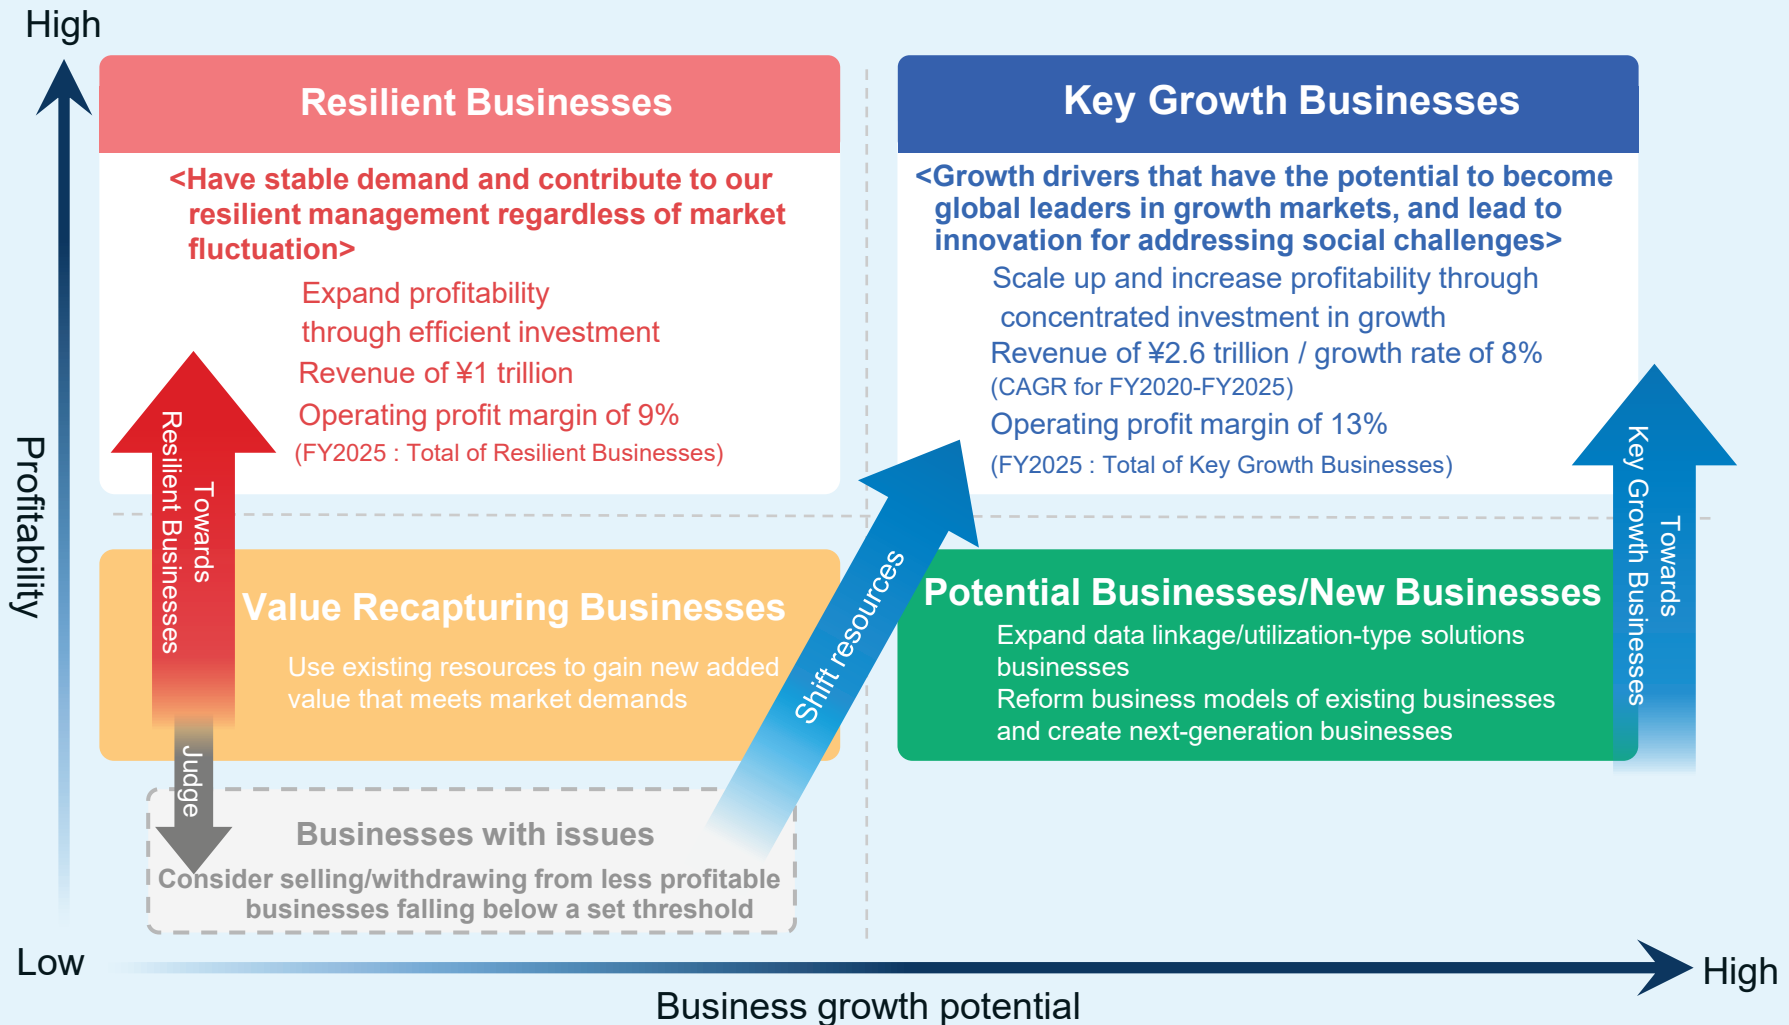 High
Resilient Businesses
<Have stable demand and contribute to our
resilient management regardless of market
fluctuation>
Expand profitability
through efficient investment
Revenue of ¥1 trillion
Operating profit margin of 9%
(FY2025 : Total of Resilient Businesses)
Key Growth Businesses
<Growth drivers that have the potential to become
global leaders in growth markets, and lead to
innovation for addressing social challenges>
Scale up and increase profitability through
concentrated investment in growth
Revenue of ¥2.6 trillion / growth rate of 8%
(CAGR for FY2020-FY2025)
Operating profit margin of 13%
(FY2025 : Total of Key Growth Businesses)
Profitability
Towards
Resilient Businesses
Value Recapturing Businesses
Use existing resources to gain new added
value that meets market demands
Shift resources
Potential Businesses/New Businesses
Expand data linkage/utilization-type solutions
businesses
Reform business models of existing businesses
and create next-generation businesses
Towards
Key Growth Businesses
Judge
Businesses with issues
Consider selling/withdrawing from less profitable
businesses falling below a set threshold
Low
High
Business growth potential